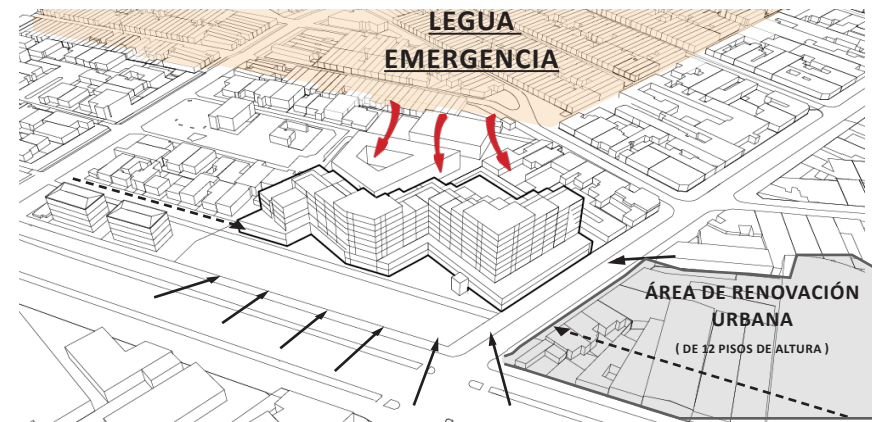 LEGUA
EMERGENCIA
ÁREA DE RENOVACIÓN
URBANA
( DE 12 PISOS DE ALTURA )